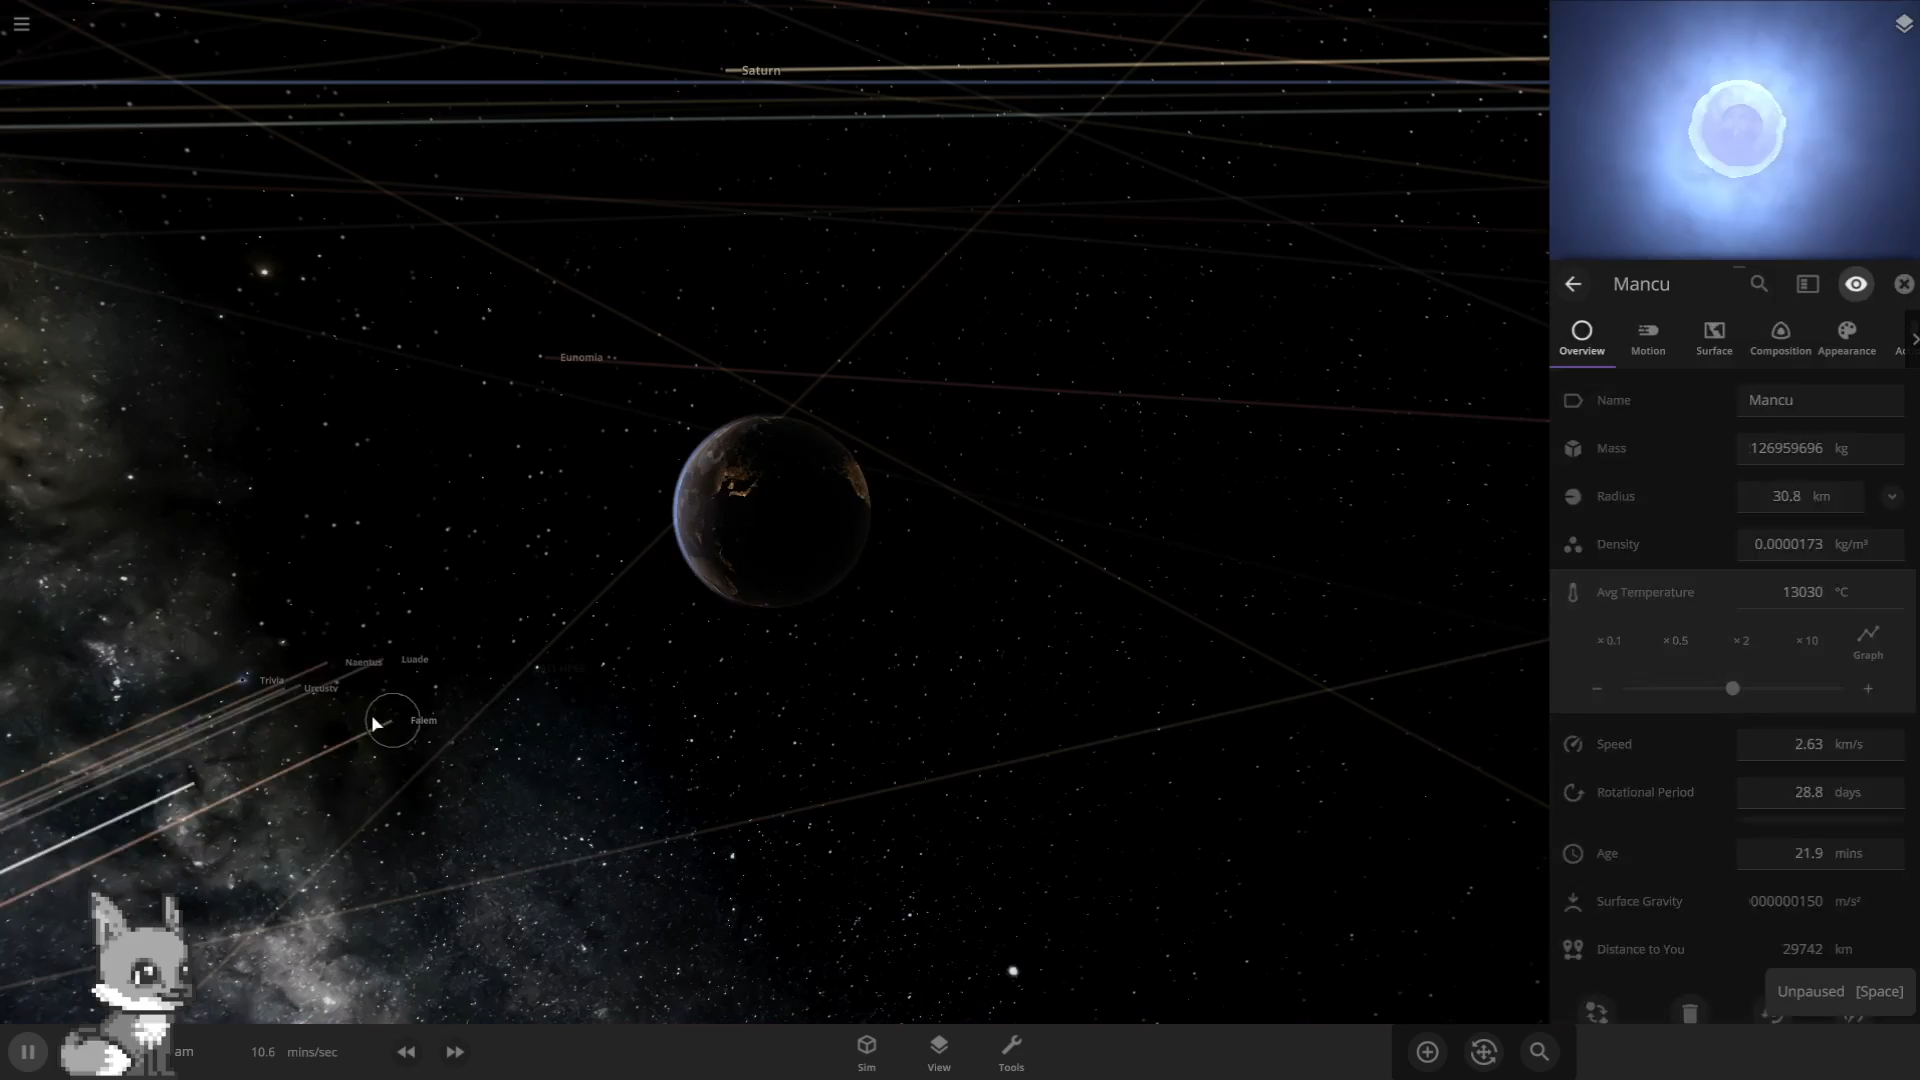 Saturn
Eunomia
Naentus
Luade
Trivia
Urcustv
Falem
Mancu
Overview
Motion
Surface
Composition
Appearance
Ac
Name Mancu
Mass 126959696 kg
Radius 30.8 km
Density 0.0000173 kg/m³
Avg Temperature 13030 °C
× 0.1 × 0.5 × 2 × 10
Graph
Speed 2.63 km/s
Rotational Period 28.8 days
Age 21.9 mins
Surface Gravity 000000150 m/s²
Distance to You 29742 km
Unpaused [Space]
am 10.6 mins/sec
Sim View Tools